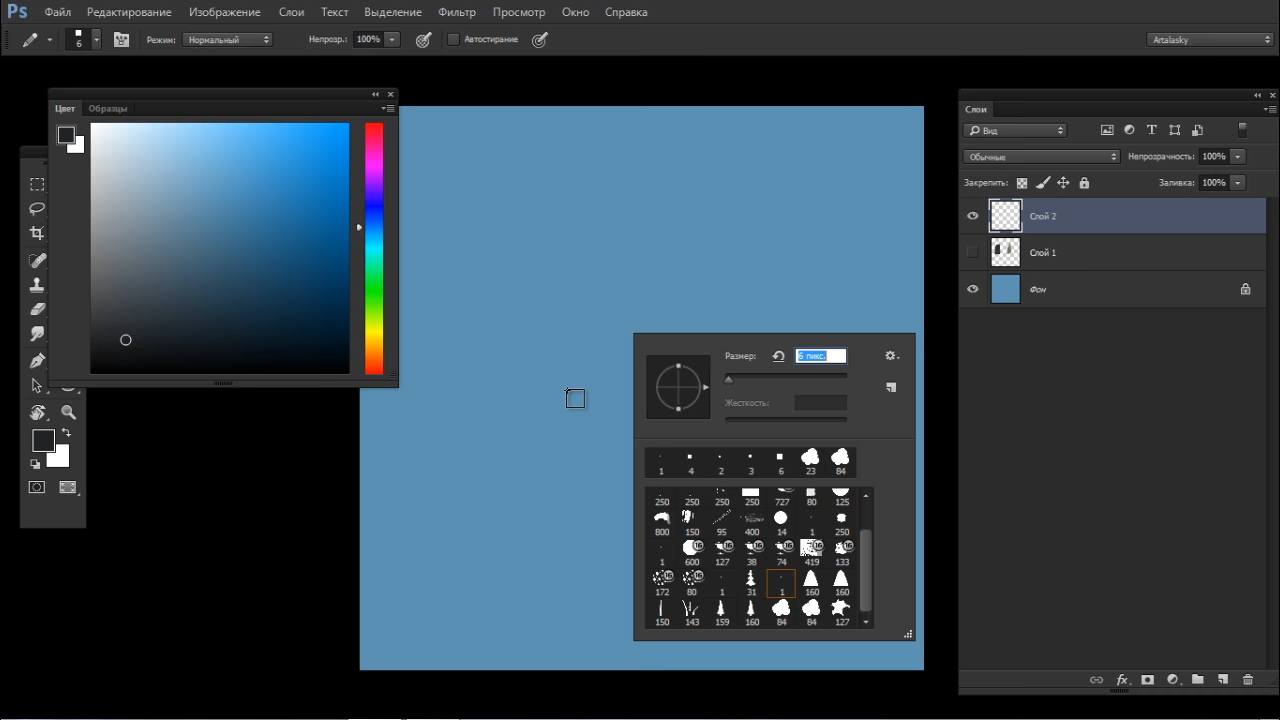 Ps Файл Редактирование Изображение Слои Текст Выделение Фильтр Просмотр Окно Справка
6 Режим: Нормальный Непрозр.: 100% Автостирание Artalasky
Цвет Образцы
Слои
Вид
Обычные Непрозрачность: 100%
Закрепить: Заливка: 100%
Слой 2
Слой 1
Фон
Размер: 6 пикс.
Жесткость:
1 4 2 3 6 23 84
250 250 250 250 727 80 125
800 150 95 400 14 1 250
1 600 127 38 74 419 133
172 80 1 31 1 160 160
150 143 159 160 84 84 127